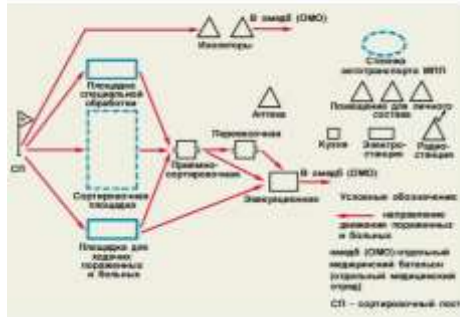 В омедб (ОМО)
Изоляторы
Стоянка
автотранспорта МПП
Площадка
специальной
обработки
Аптека
Помещения для личного
состава
Перевязочная
СП
Приемно-
сортировочная
Кузов
Электро-
станция
Радио-
станция
В омедб (ОМО)
Сортировочная
площадка
Эвакуационная
Условные обозначения
направление
движения пораженных
и больных
Площадка для
ходячих
пораженных
и больных
омедб (ОМО)-отдельный
медицинский батальон
(отдельный медицинский
отряд)
СП - сортировочный пост